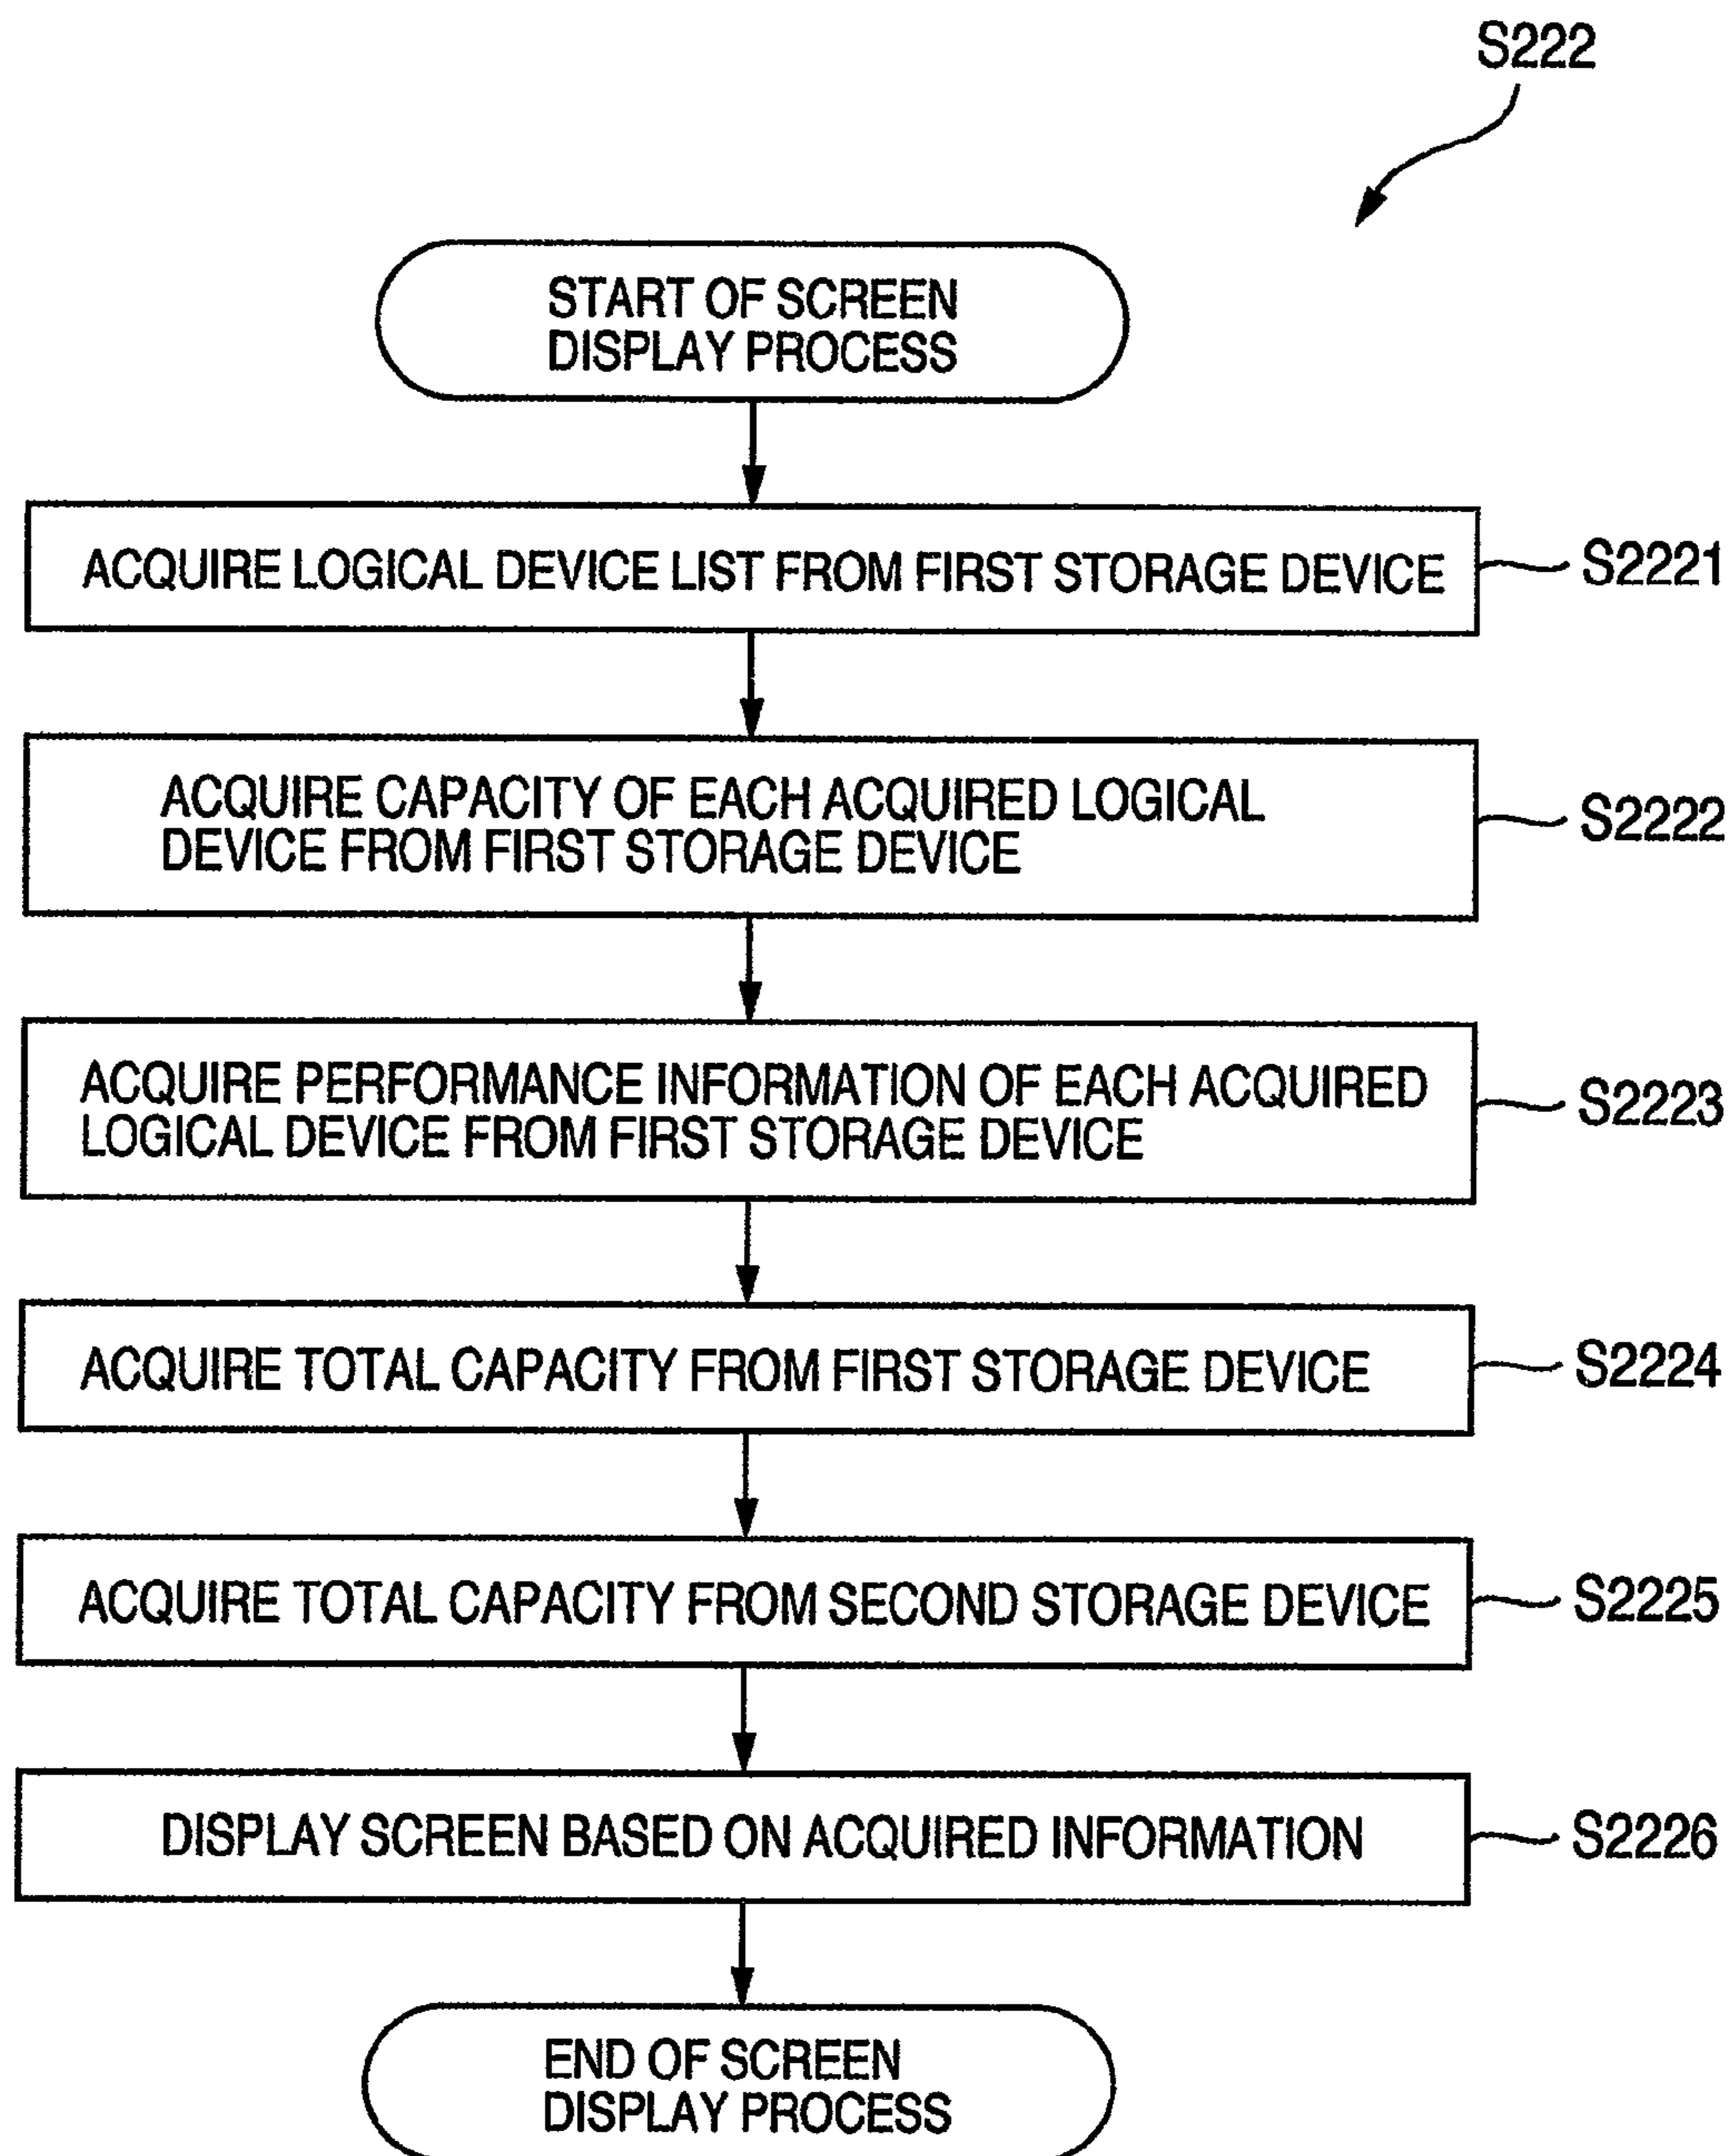 S222
START OF SCREEN
DISPLAY PROCESS
ACQUIRE LOGICAL DEVICE LIST FROM FIRST STORAGE DEVICE
S2221
ACQUIRE CAPACITY OF EACH ACQUIRED LOGICAL
DEVICE FROM FIRST STORAGE DEVICE
S2222
ACQUIRE PERFORMANCE INFORMATION OF EACH ACQUIRED
LOGICAL DEVICE FROM FIRST STORAGE DEVICE
S2223
ACQUIRE TOTAL CAPACITY FROM FIRST STORAGE DEVICE
S2224
ACQUIRE TOTAL CAPACITY FROM SECOND STORAGE DEVICE
S2225
DISPLAY SCREEN BASED ON ACQUIRED INFORMATION
S2226
END OF SCREEN
DISPLAY PROCESS